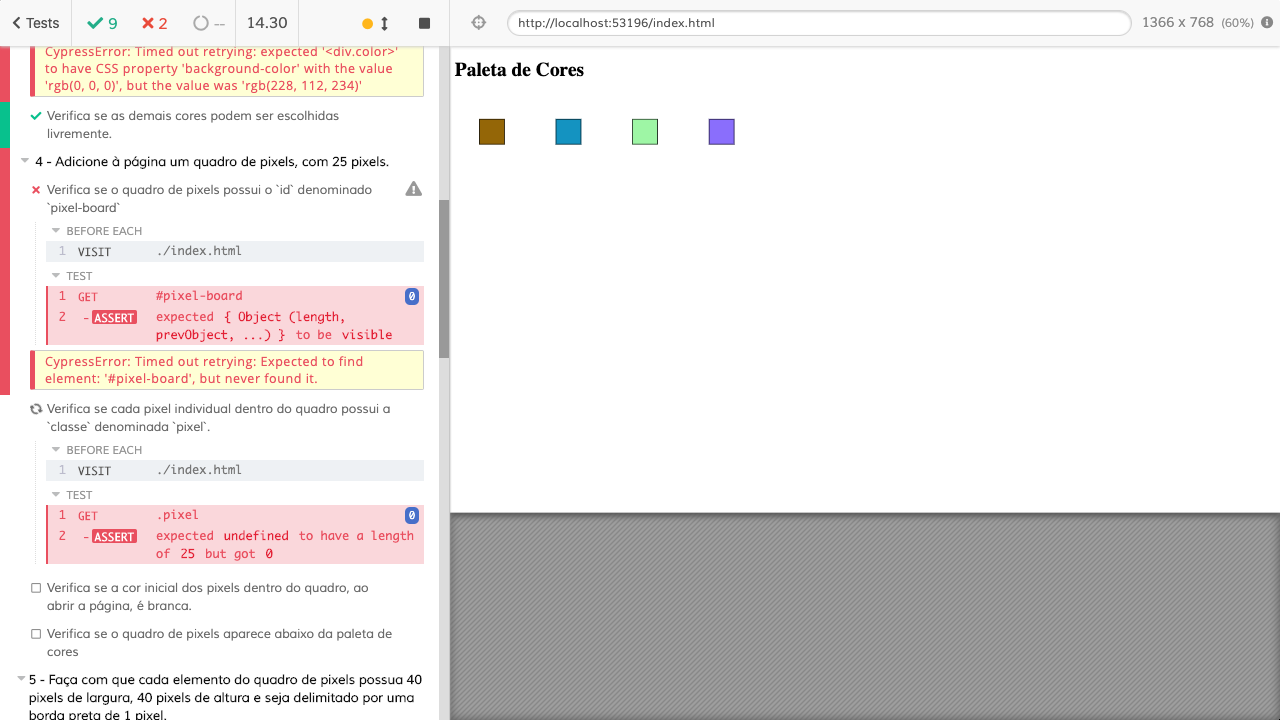 Tests
9
2
--
14.30
http://localhost:53196/index.html
1366 x 768 (60%)
CypressError: Timed out retrying: expected '<div.color>'
to have CSS property 'background-color' with the value
'rgb(0, 0, 0)', but the value was 'rgb(228, 112, 234)'
Verifica se as demais cores podem ser escolhidas
livremente.
4 - Adicione à página um quadro de pixels, com 25 pixels.
Verifica se o quadro de pixels possui o `id` denominado
`pixel-board`
BEFORE EACH
1 VISIT ./index.html
TEST
1 GET #pixel-board 0
2 - ASSERT expected { Object (length,
prevObject, ...) } to be visible
CypressError: Timed out retrying: Expected to find
element: '#pixel-board', but never found it.
Verifica se cada pixel individual dentro do quadro possui a
`classe` denominada `pixel`.
BEFORE EACH
1 VISIT ./index.html
TEST
1 GET .pixel 0
2 - ASSERT expected undefined to have a length
of 25 but got 0
Verifica se a cor inicial dos pixels dentro do quadro, ao
abrir a página, é branca.
Verifica se o quadro de pixels aparece abaixo da paleta de
cores
5 - Faça com que cada elemento do quadro de pixels possua 40
pixels de largura, 40 pixels de altura e seja delimitado por uma
borda preta de 1 pixel.
Paleta de Cores